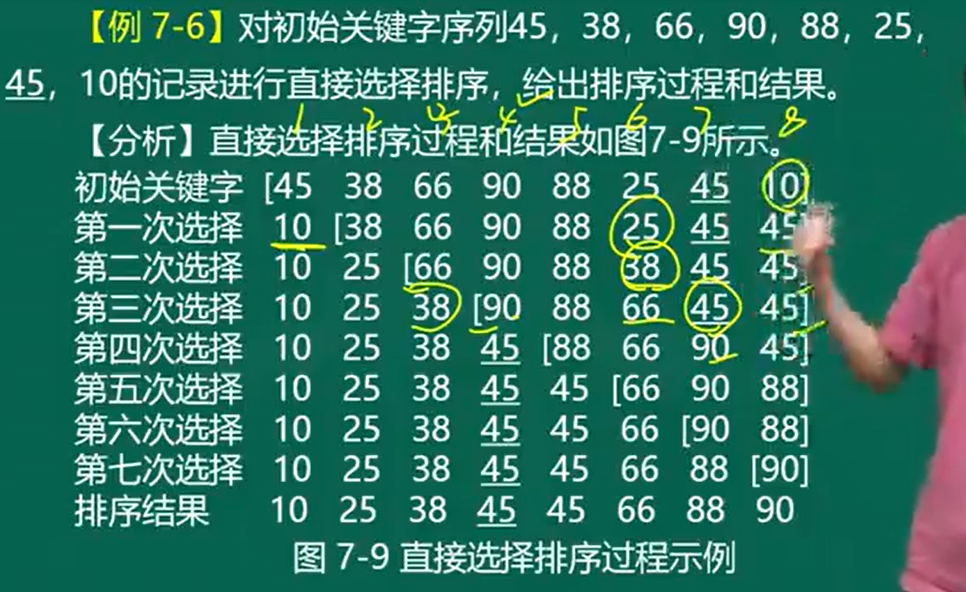 【例 7-6】对初始关键字序列45，38，66，90，88，25，
45，10的记录进行直接选择排序，给出排序过程和结果。
1 2 3 4 5 6 7 8
【分析】直接选择排序过程和结果如图7-9所示。
初始关键字 [45 38 66 90 88 25 45 10]
第一次选择 10 [38 66 90 88 25 45 45]
第二次选择 10 25 [66 90 88 38 45 45]
第三次选择 10 25 38 [90 88 66 45 45]
第四次选择 10 25 38 45 [88 66 90 45]
第五次选择 10 25 38 45 45 [66 90 88]
第六次选择 10 25 38 45 45 66 [90 88]
第七次选择 10 25 38 45 45 66 88 [90]
排序结果 10 25 38 45 45 66 88 90
图 7-9 直接选择排序过程示例